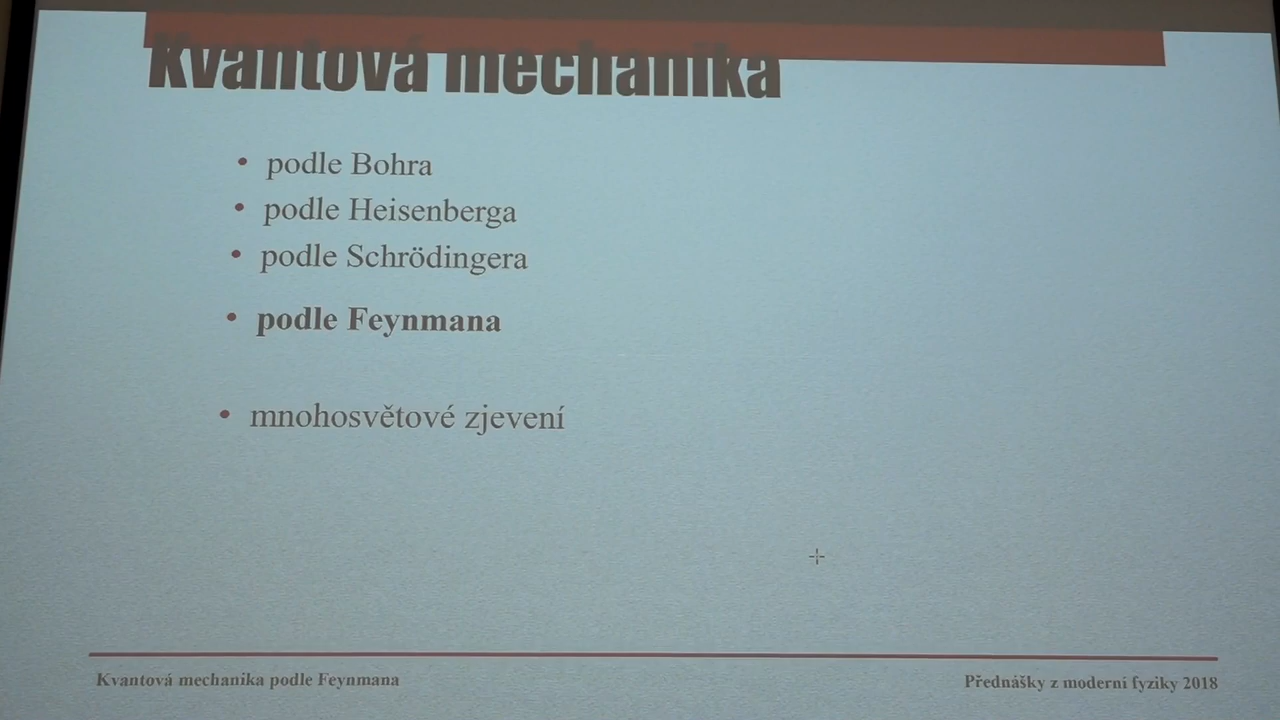 Kvantová mechanika
• podle Bohra
• podle Heisenberga
• podle Schrödingera
• podle Feynmana
• mnohosvětové zjevení
Kvantová mechanika podle Feynmana
Přednášky z moderní fyziky 2018